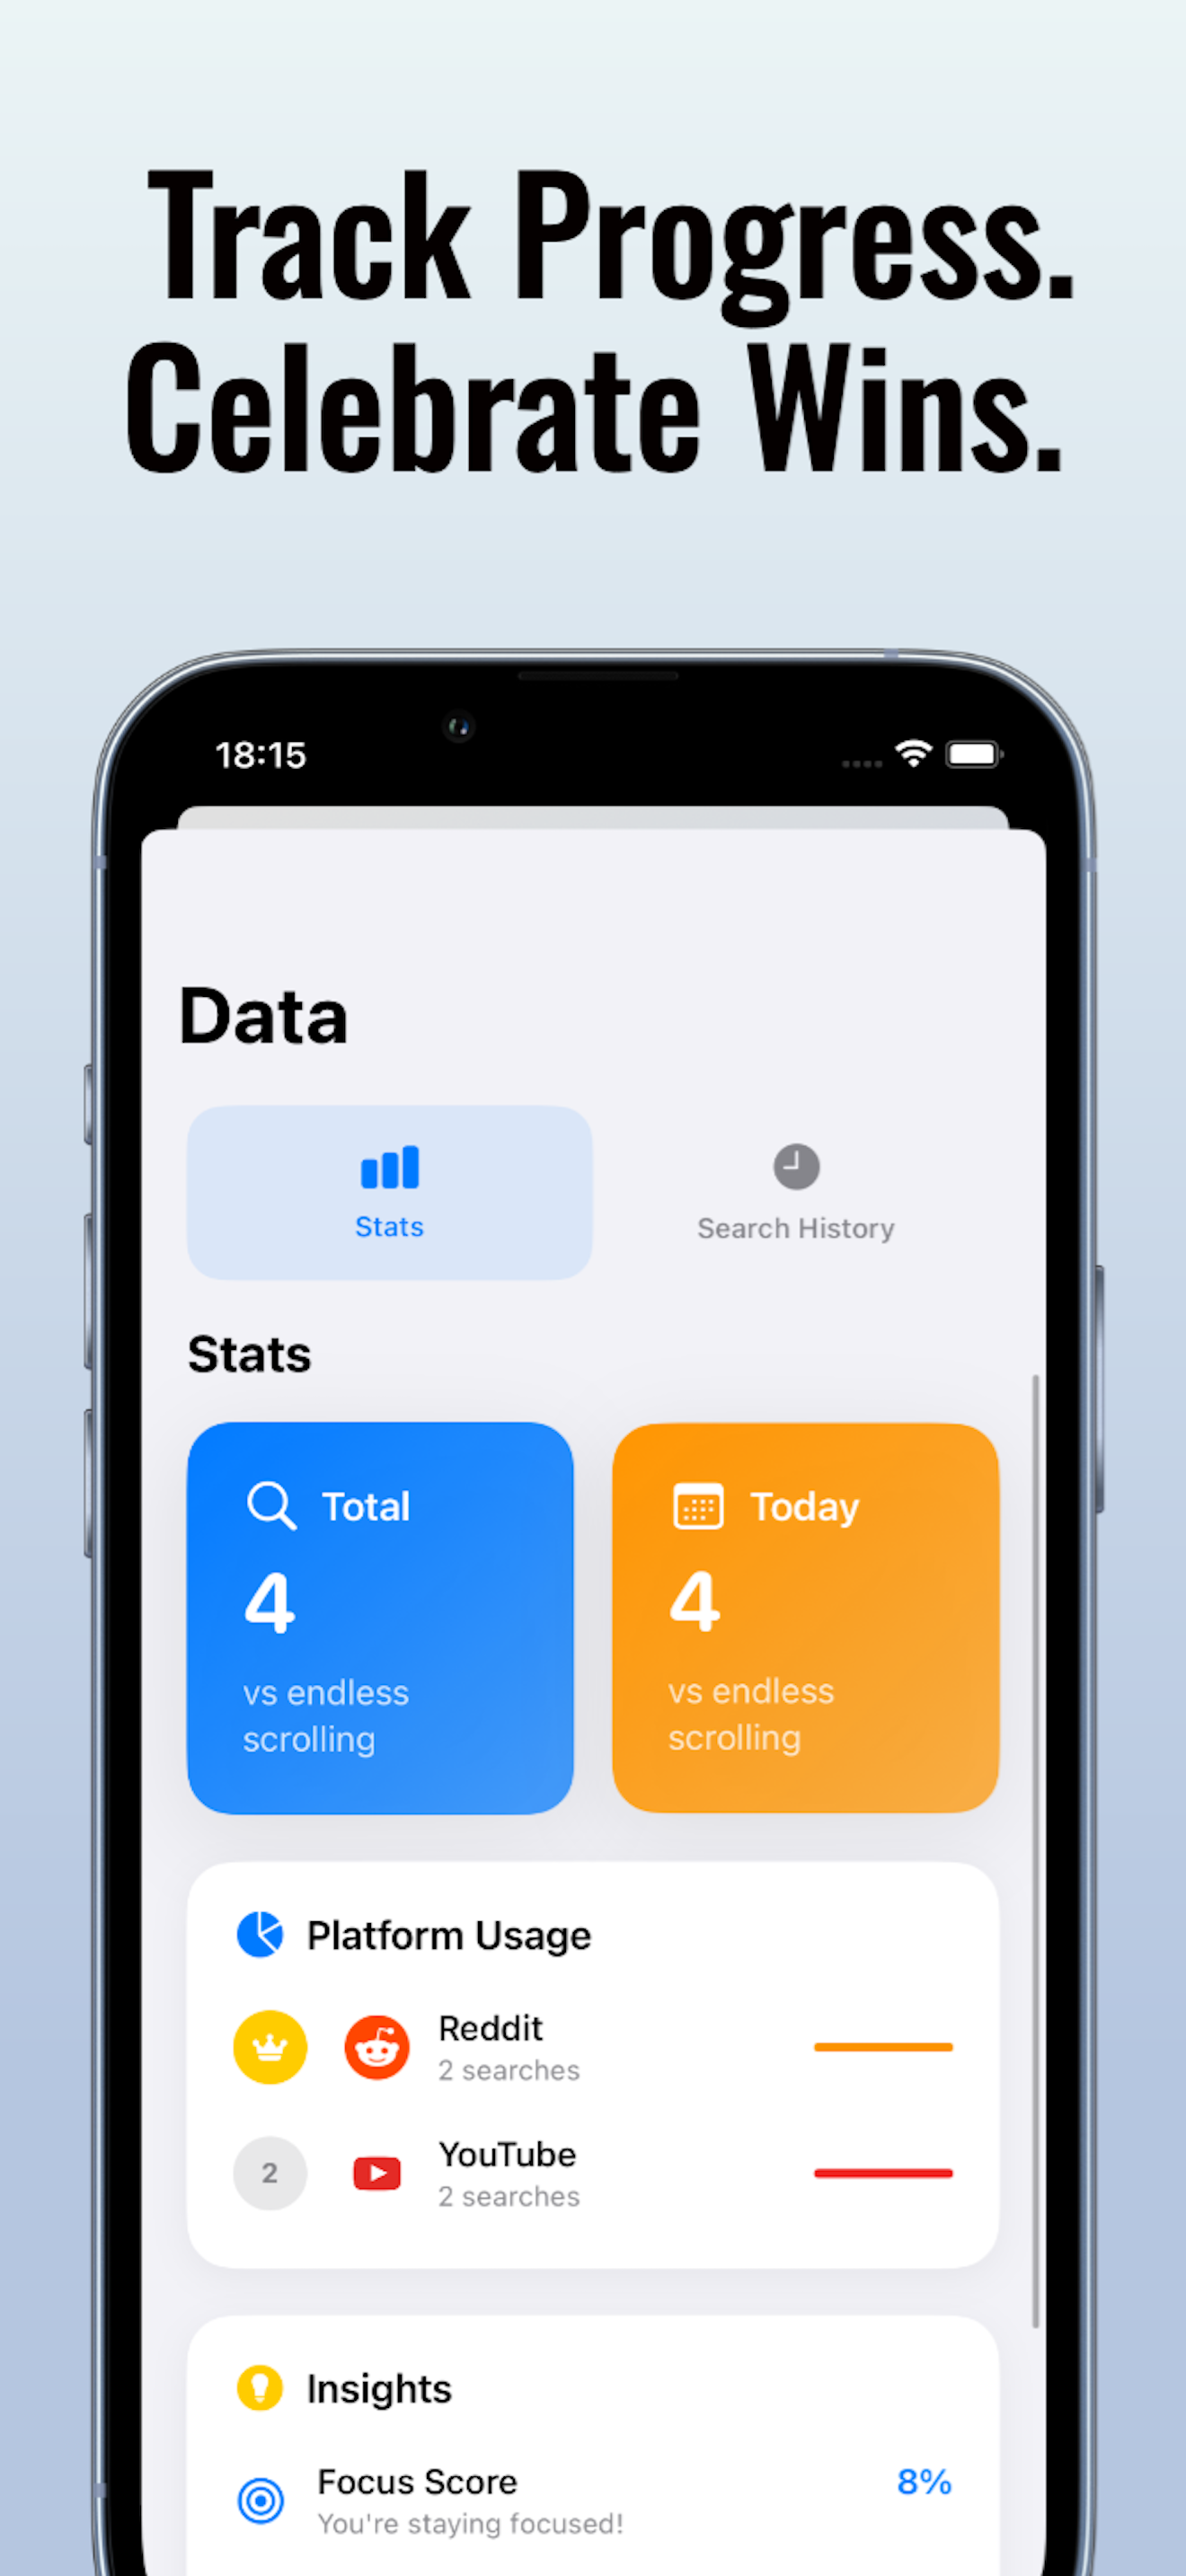 Track Progress.
Celebrate Wins.
18:15
Data
Stats
Search History
Stats
Total
4
vs endless
scrolling
Today
4
vs endless
scrolling
Platform Usage
Reddit
2 searches
2
YouTube
2 searches
Insights
Focus Score
8%
You're staying focused!